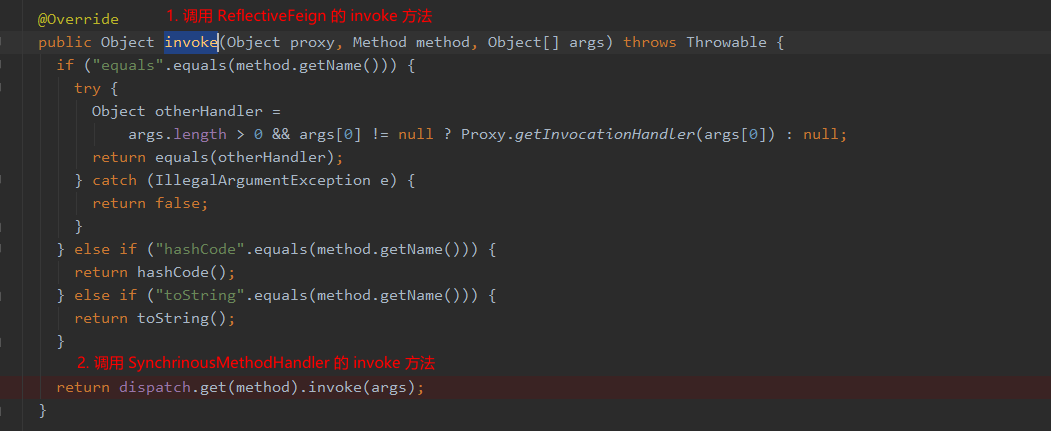 @Override 1. 调用 ReflectiveFeign 的 invoke 方法
public Object invoke(Object proxy, Method method, Object[] args) throws Throwable {
if ("equals".equals(method.getName())) {
try {
Object otherHandler =
args.length > 0 && args[0] != null ? Proxy.getInvocationHandler(args[0]) : null;
return equals(otherHandler);
} catch (IllegalArgumentException e) {
return false;
}
} else if ("hashCode".equals(method.getName())) {
return hashCode();
} else if ("toString".equals(method.getName())) {
return toString();
}
2. 调用 SynchrinousMethodHandler 的 invoke 方法
return dispatch.get(method).invoke(args);
}